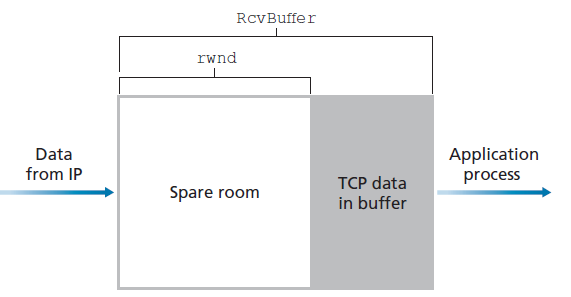 RcvBuffer
rwnd
Data
from IP
Spare room
TCP data
in buffer
Application
process